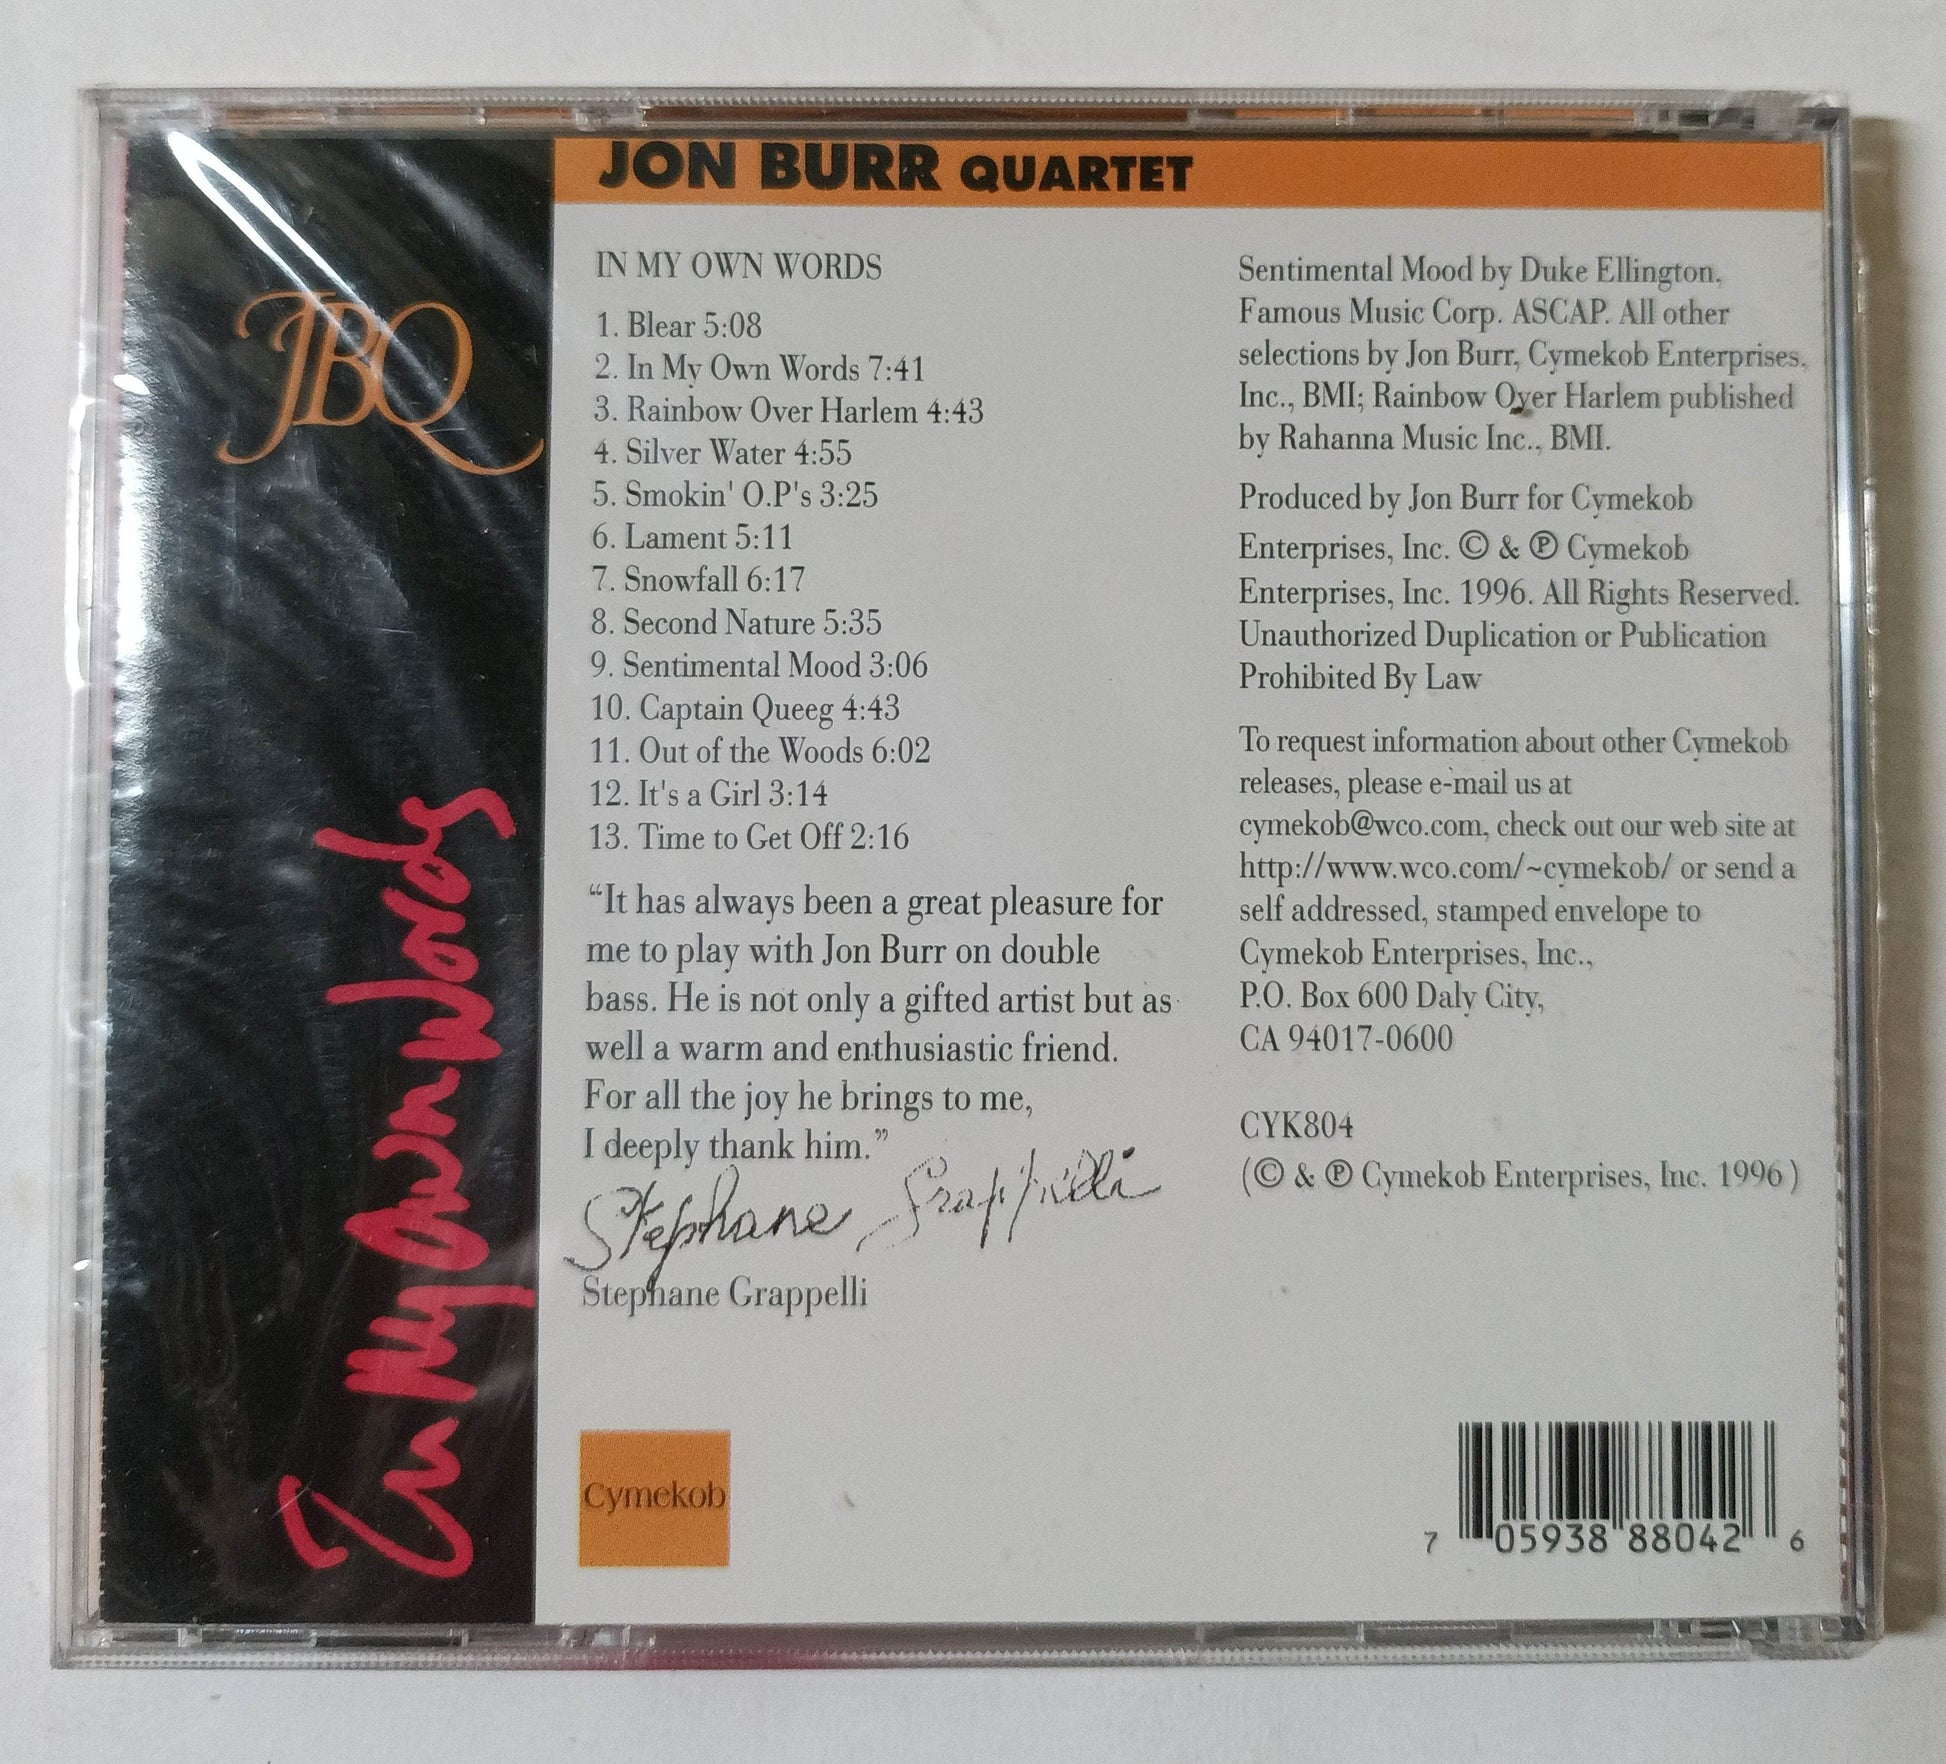 JON BURR QUARTET
JBQ
In My Own Words
IN MY OWN WORDS
1. Blear 5:08
2. In My Own Words 7:41
3. Rainbow Over Harlem 4:43
4. Silver Water 4:55
5. Smokin' O.P's 3:25
6. Lament 5:11
7. Snowfall 6:17
8. Second Nature 5:35
9. Sentimental Mood 3:06
10. Captain Queeg 4:43
11. Out of the Woods 6:02
12. It's a Girl 3:14
13. Time to Get Off 2:16
“It has always been a great pleasure for
me to play with Jon Burr on double
bass. He is not only a gifted artist but as
well a warm and enthusiastic friend.
For all the joy he brings to me,
I deeply thank him.”
Stephane Grappelli
Stephane Grappelli
Cymekob
Sentimental Mood by Duke Ellington,
Famous Music Corp. ASCAP. All other
selections by Jon Burr, Cymekob Enterprises,
Inc., BMI; Rainbow Over Harlem published
by Rahanna Music Inc., BMI.
Produced by Jon Burr for Cymekob
Enterprises, Inc. © & ℗ Cymekob
Enterprises, Inc. 1996. All Rights Reserved.
Unauthorized Duplication or Publication
Prohibited By Law
To request information about other Cymekob
releases, please e-mail us at
cymekob@wco.com, check out our web site at
http://www.wco.com/~cymekob/ or send a
self addressed, stamped envelope to
Cymekob Enterprises, Inc.,
P.O. Box 600 Daly City,
CA 94017-0600
CYK804
(© & ℗ Cymekob Enterprises, Inc. 1996)
7 05938 88042 6